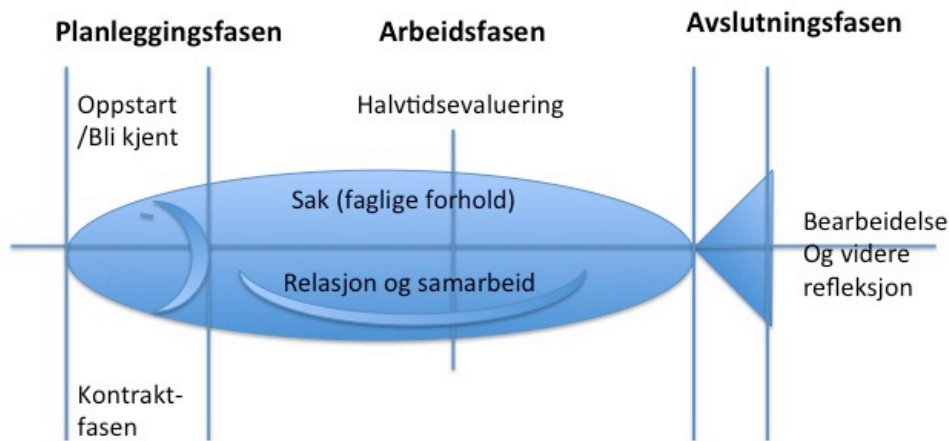 Planleggingsfasen
Arbeidsfasen
Avslutningsfasen
Oppstart
/Bli kjent
Halvtidsevaluering
Sak (faglige forhold)
Relasjon og samarbeid
Bearbeidelse
Og videre
refleksjon
Kontrakt-
fasen